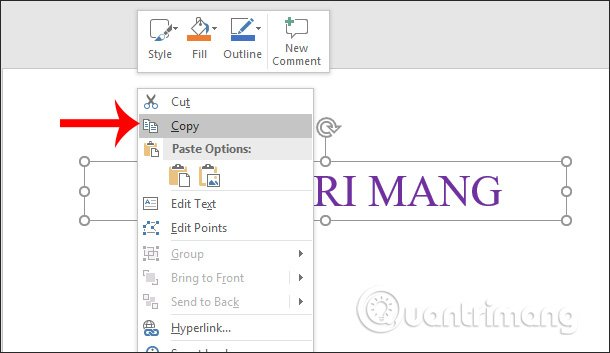 Style Fill Outline New Comment
Cut
Copy
Paste Options:
RI MANG
Edit Text
Edit Points
Group
Bring to Front
Send to Back
Hyperlink...
Quantrimang